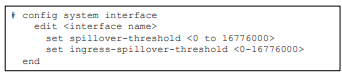 # config system interface
edit <interface name>
set spillover-threshold <0 to 16776000>
set ingress-spillover-threshold <0-16776000>
end